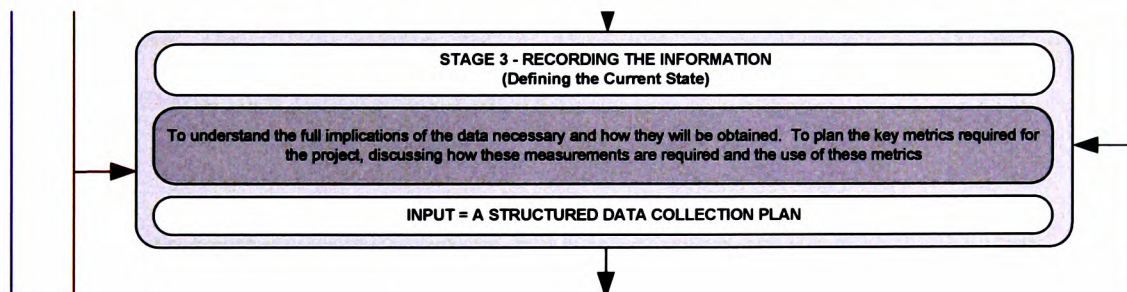 STAGE 3 - RECORDING THE INFORMATION
(Defining the Current State)
To understand the full implications of the data necessary and how they will be obtained. To plan the key metrics required for
the project, discussing how these measurements are required and the use of these metrics
INPUT = A STRUCTURED DATA COLLECTION PLAN